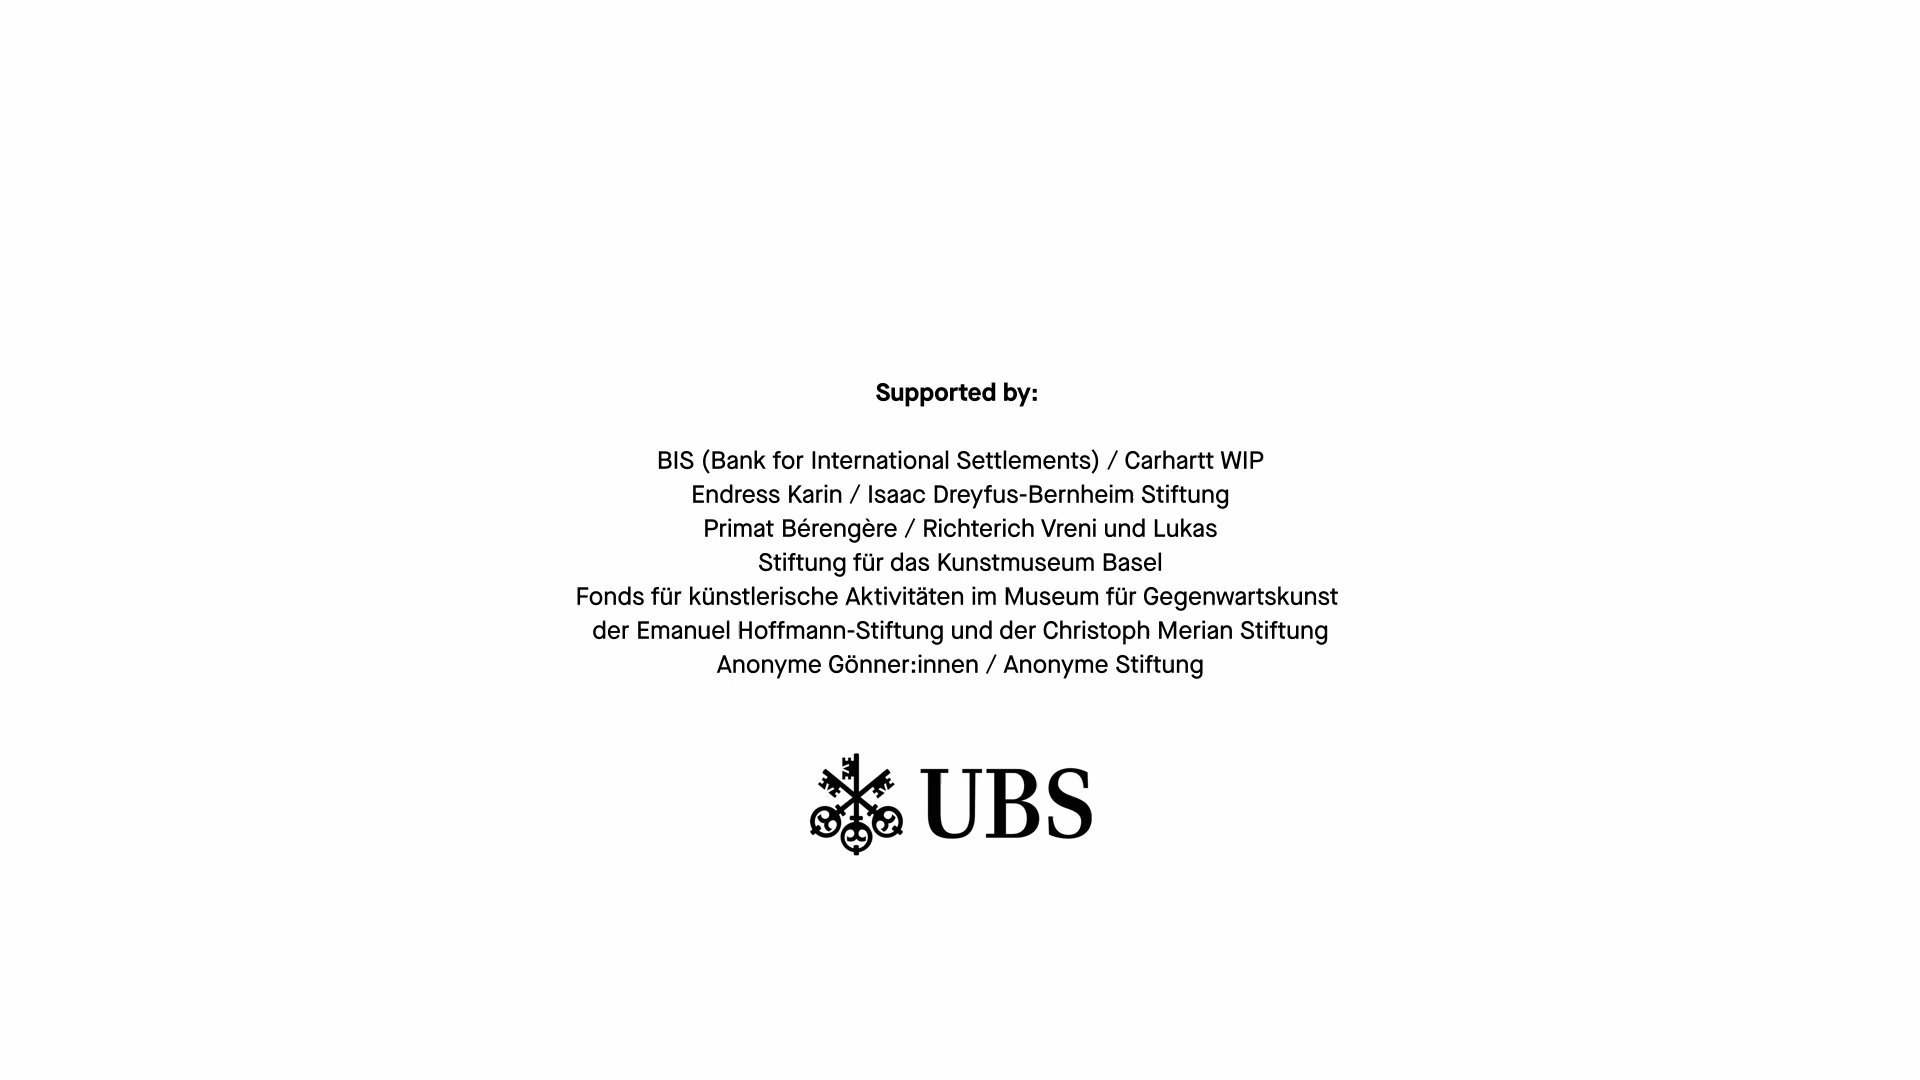 Supported by:
BIS (Bank for International Settlements) / Carhartt WIP
Endress Karin / Isaac Dreyfus-Bernheim Stiftung
Primat Bérengère / Richterich Vreni und Lukas
Stiftung für das Kunstmuseum Basel
Fonds für künstlerische Aktivitäten im Museum für Gegenwartskunst
der Emanuel Hoffmann-Stiftung und der Christoph Merian Stiftung
Anonyme Gönner:innen / Anonyme Stiftung
UBS